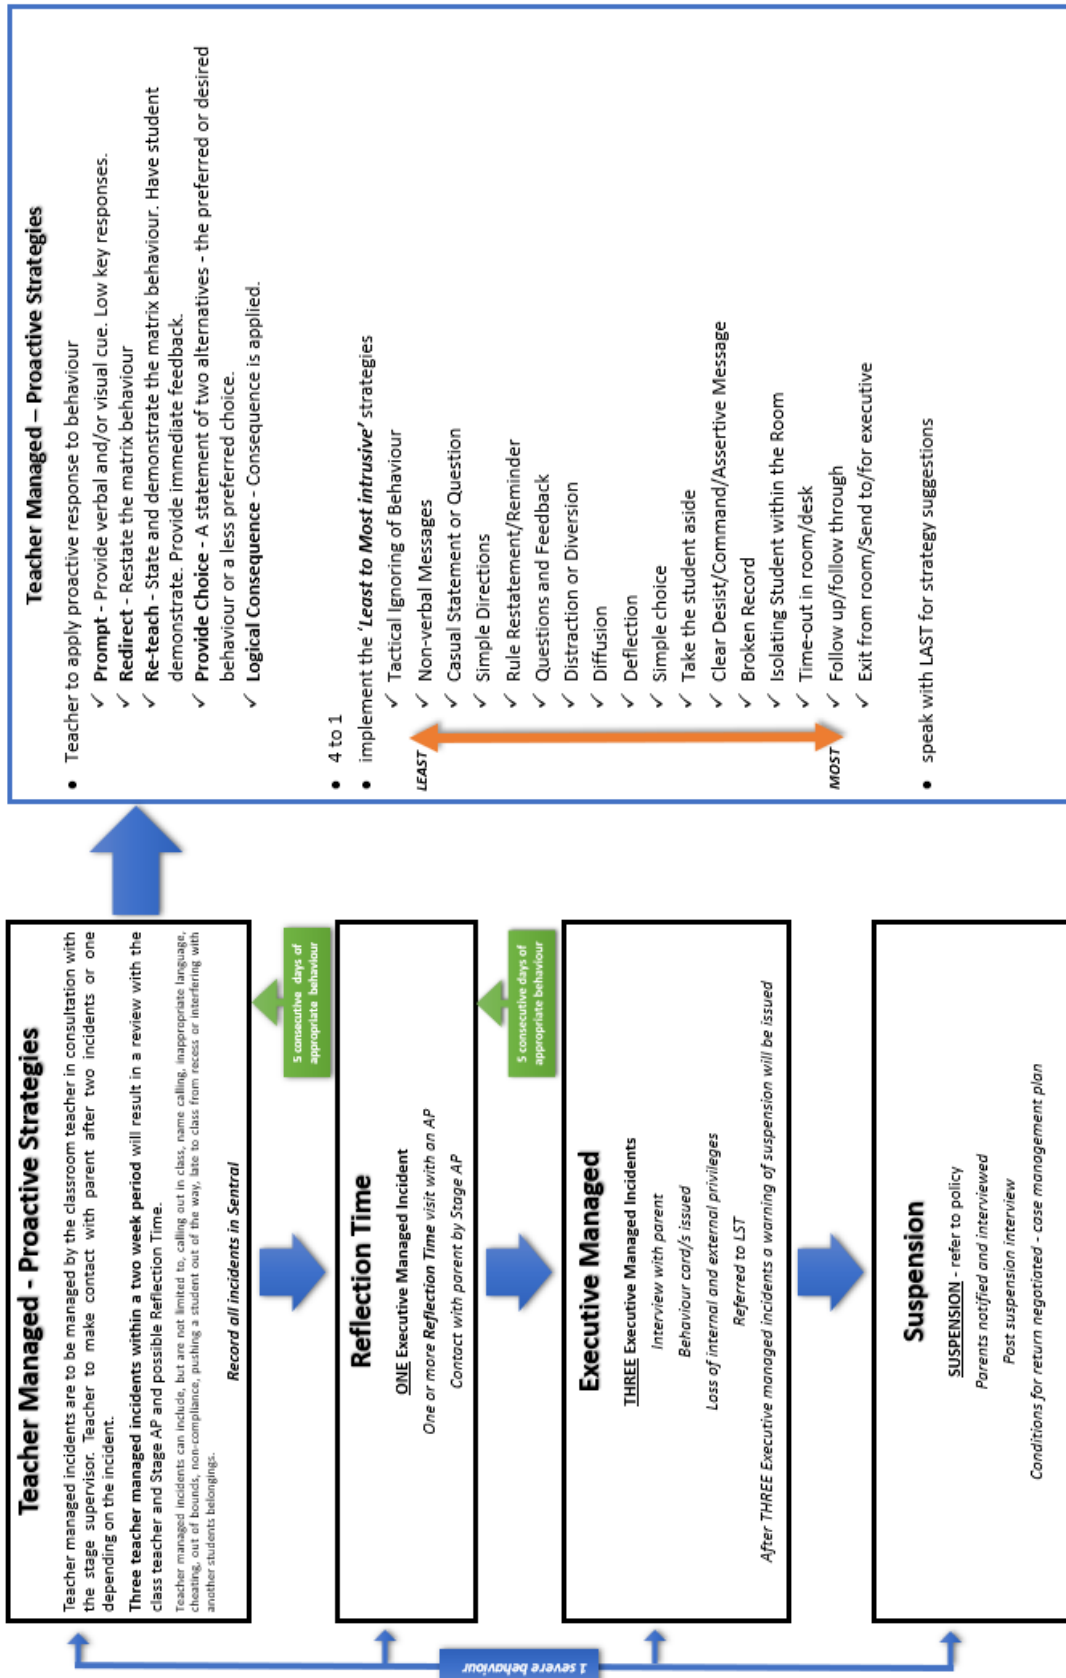 Teacher Managed - Proactive Strategies
Teacher managed incidents are to be managed by the classroom teacher in consultation with
the stage supervisor. Teacher to make contact with parent after two incidents or one
depending on the incident.
Three teacher managed incidents within a two week period will result in a review with the
class teacher and Stage AP and possible Reflection Time.
Teacher managed incidents can include, but are not limited to, calling out in class, name calling, inappropriate language,
cheating, out of bounds, non-compliance, pushing a student out of the way, late to class from recess or interfering with
another students belongings.
Record all incidents in Sentral
5 consecutive days of
appropriate behaviour
Reflection Time
ONE Executive Managed Incident
One or more Reflection Time visit with an AP
Contact with parent by Stage AP
5 consecutive days of
appropriate behaviour
Executive Managed
THREE Executive Managed Incidents
Interview with parent
Behaviour card/s issued
Loss of internal and external privileges
Referred to LST
After THREE Executive managed incidents a warning of suspension will be issued
Suspension
SUSPENSION - refer to policy
Parents notified and interviewed
Post suspension interview
Conditions for return negotiated - case management plan
1 severe behaviour
Teacher Managed – Proactive Strategies
• Teacher to apply proactive response to behaviour
✓ Prompt - Provide verbal and/or visual cue. Low key responses.
✓ Redirect - Restate the matrix behaviour
✓ Re-teach - State and demonstrate the matrix behaviour. Have student
demonstrate. Provide immediate feedback.
✓ Provide Choice - A statement of two alternatives - the preferred or desired
behaviour or a less preferred choice.
✓ Logical Consequence - Consequence is applied.
• 4 to 1
• implement the 'Least to Most intrusive' strategies
LEAST
✓ Tactical Ignoring of Behaviour
✓ Non-verbal Messages
✓ Casual Statement or Question
✓ Simple Directions
✓ Rule Restatement/Reminder
✓ Questions and Feedback
✓ Distraction or Diversion
✓ Diffusion
✓ Deflection
✓ Simple choice
✓ Take the student aside
✓ Clear Desist/Command/Assertive Message
✓ Broken Record
✓ Isolating Student within the Room
✓ Time-out in room/desk
✓ Follow up/follow through
✓ Exit from room/Send to/for executive
MOST
• speak with LAST for strategy suggestions